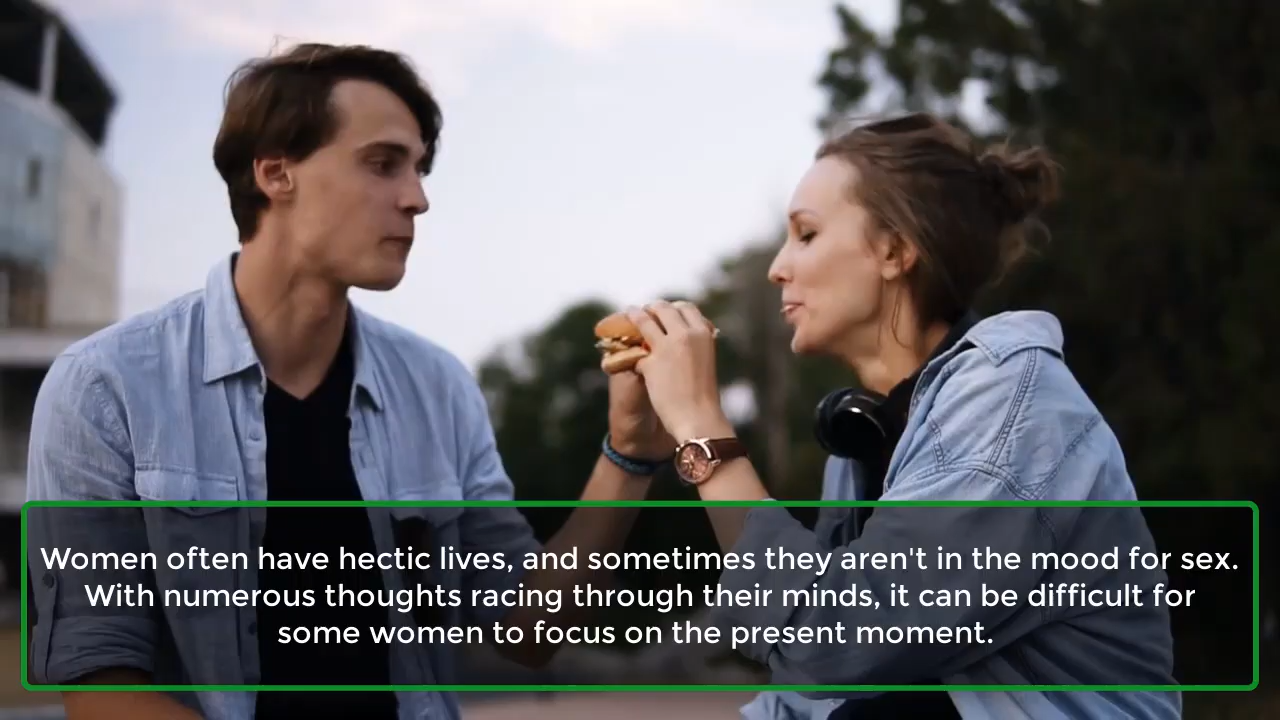 Women often have hectic lives, and sometimes they aren't in the mood for sex.
With numerous thoughts racing through their minds, it can be difficult for
some women to focus on the present moment.